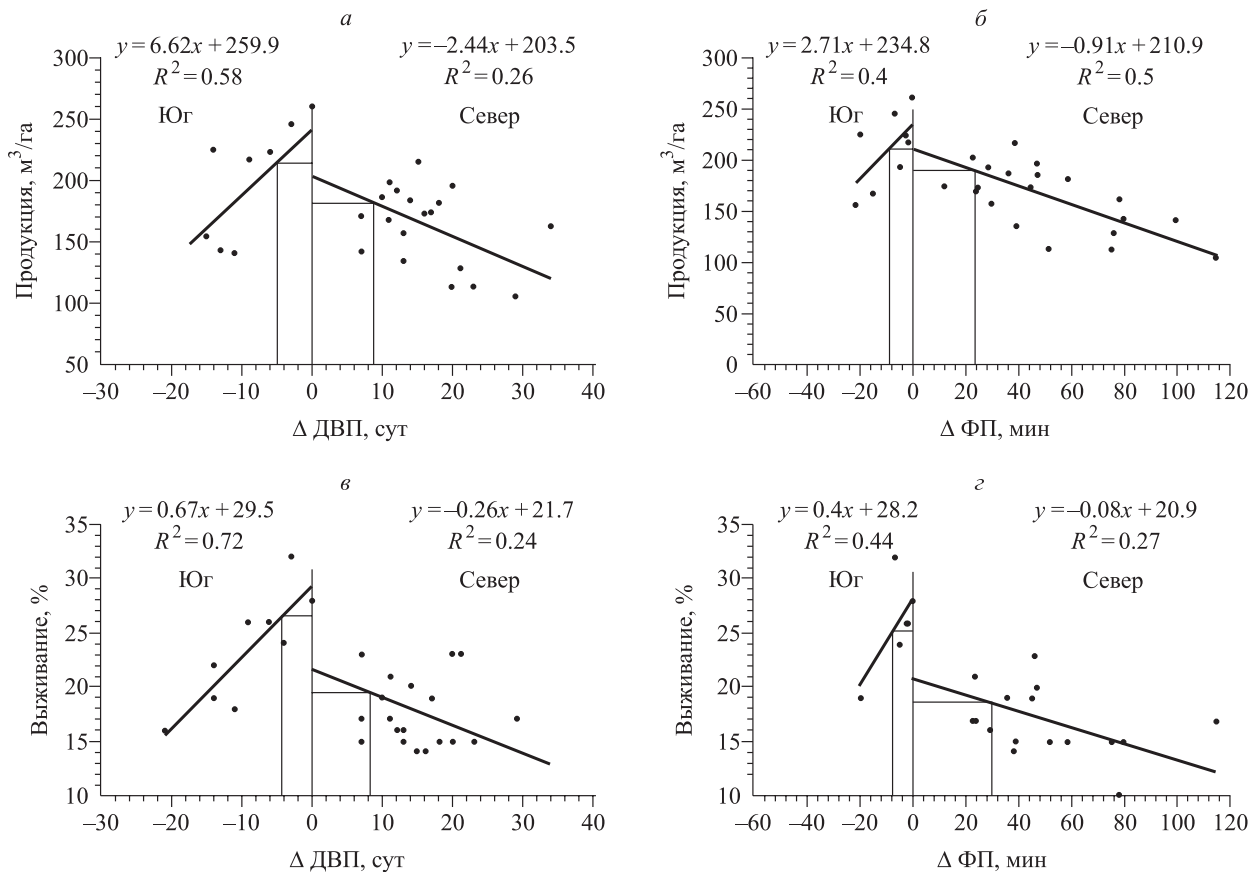 а
y=6.62x+259.9
y=–2.44x+203.5
R²=0.58
R²=0.26
Юг
Север
Продукция, м³/га
300
250
200
150
100
50
–30 –20 –10 0 10 20 30 40
Δ ДВП, сут
б
y=2.71x+234.8
y=–0.91x+210.9
R²=0.4
R²=0.5
Юг
Север
Продукция, м³/га
300
250
200
150
100
50
0
–60 –40 –20 0 20 40 60 80 100 120
Δ ФП, мин
в
y=0.67x+29.5
y=–0.26x+21.7
R²=0.72
R²=0.24
Юг
Север
Выживание, %
35
30
25
20
15
10
–30 –20 –10 0 10 20 30 40
Δ ДВП, сут
г
y=0.4x+28.2
y=–0.08x+20.9
R²=0.44
R²=0.27
Юг
Север
Выживание, %
35
30
25
20
15
10
–60 –40 –20 0 20 40 60 80 100 120
Δ ФП, мин